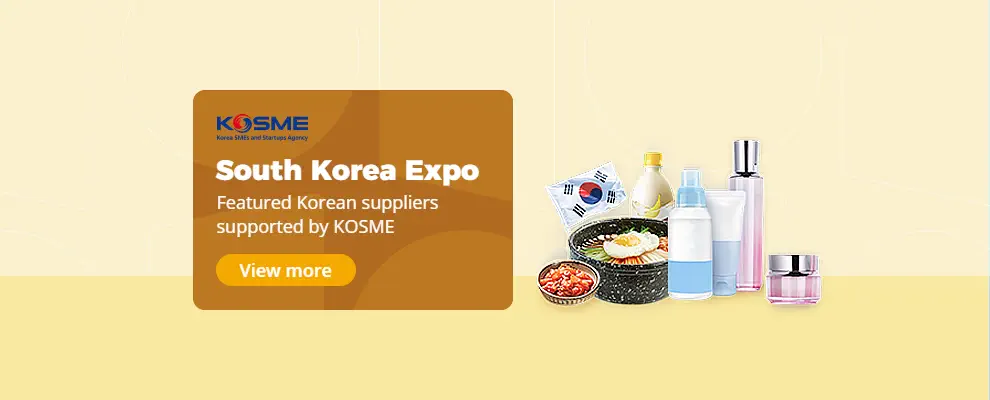 KOSME
Korea SMEs and Startups Agency
South Korea Expo
Featured Korean suppliers
supported by KOSME
View more